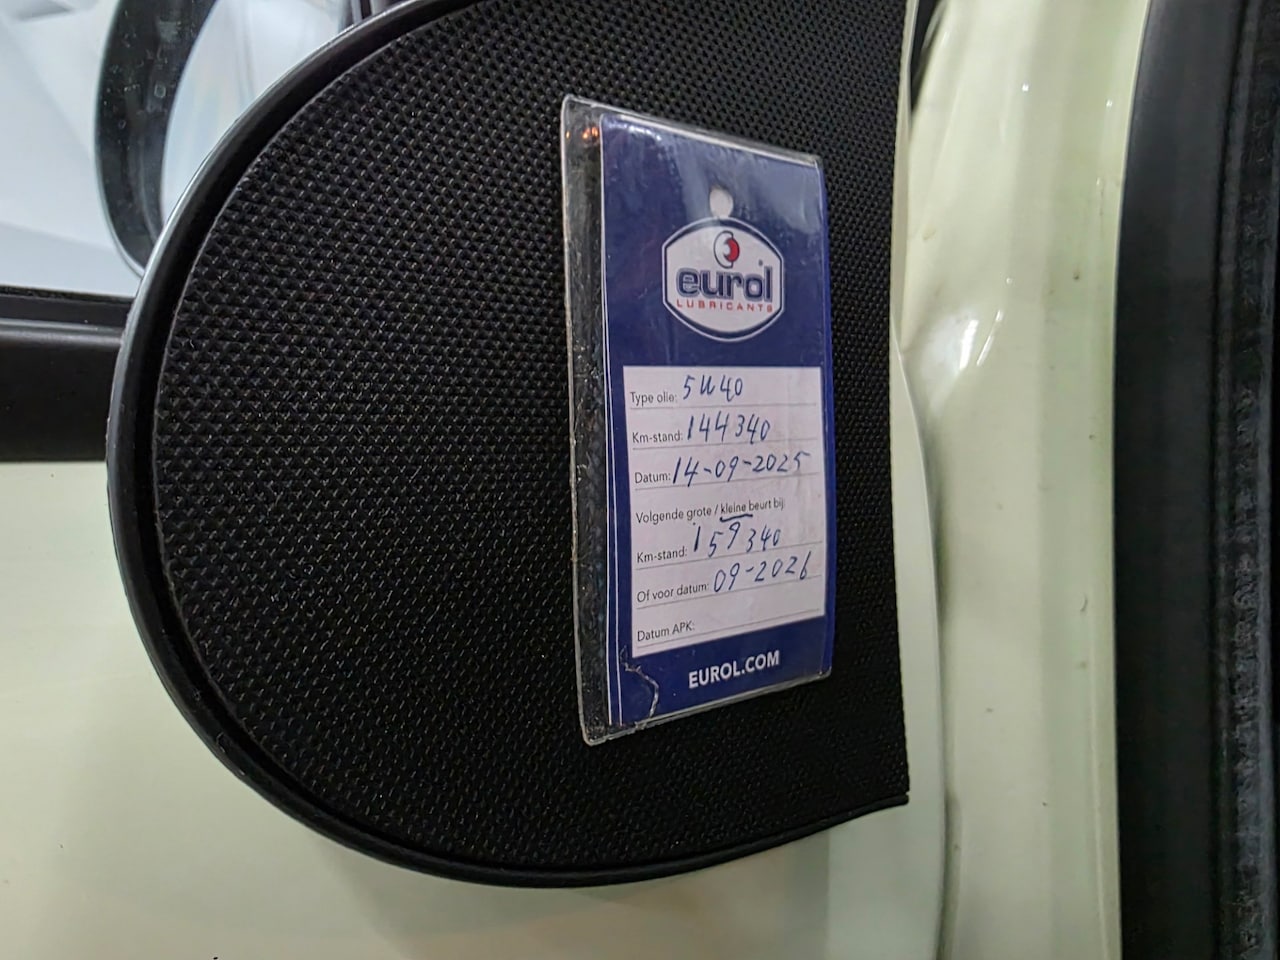 eurol
LUBRICANTS
Type olie: 5W40
Km-stand: 144340
Datum: 14-09-2025
Volgende grote / kleine beurt bij:
Km-stand: 159340
Of voor datum: 09-2026
Datum APK:
EUROL.COM